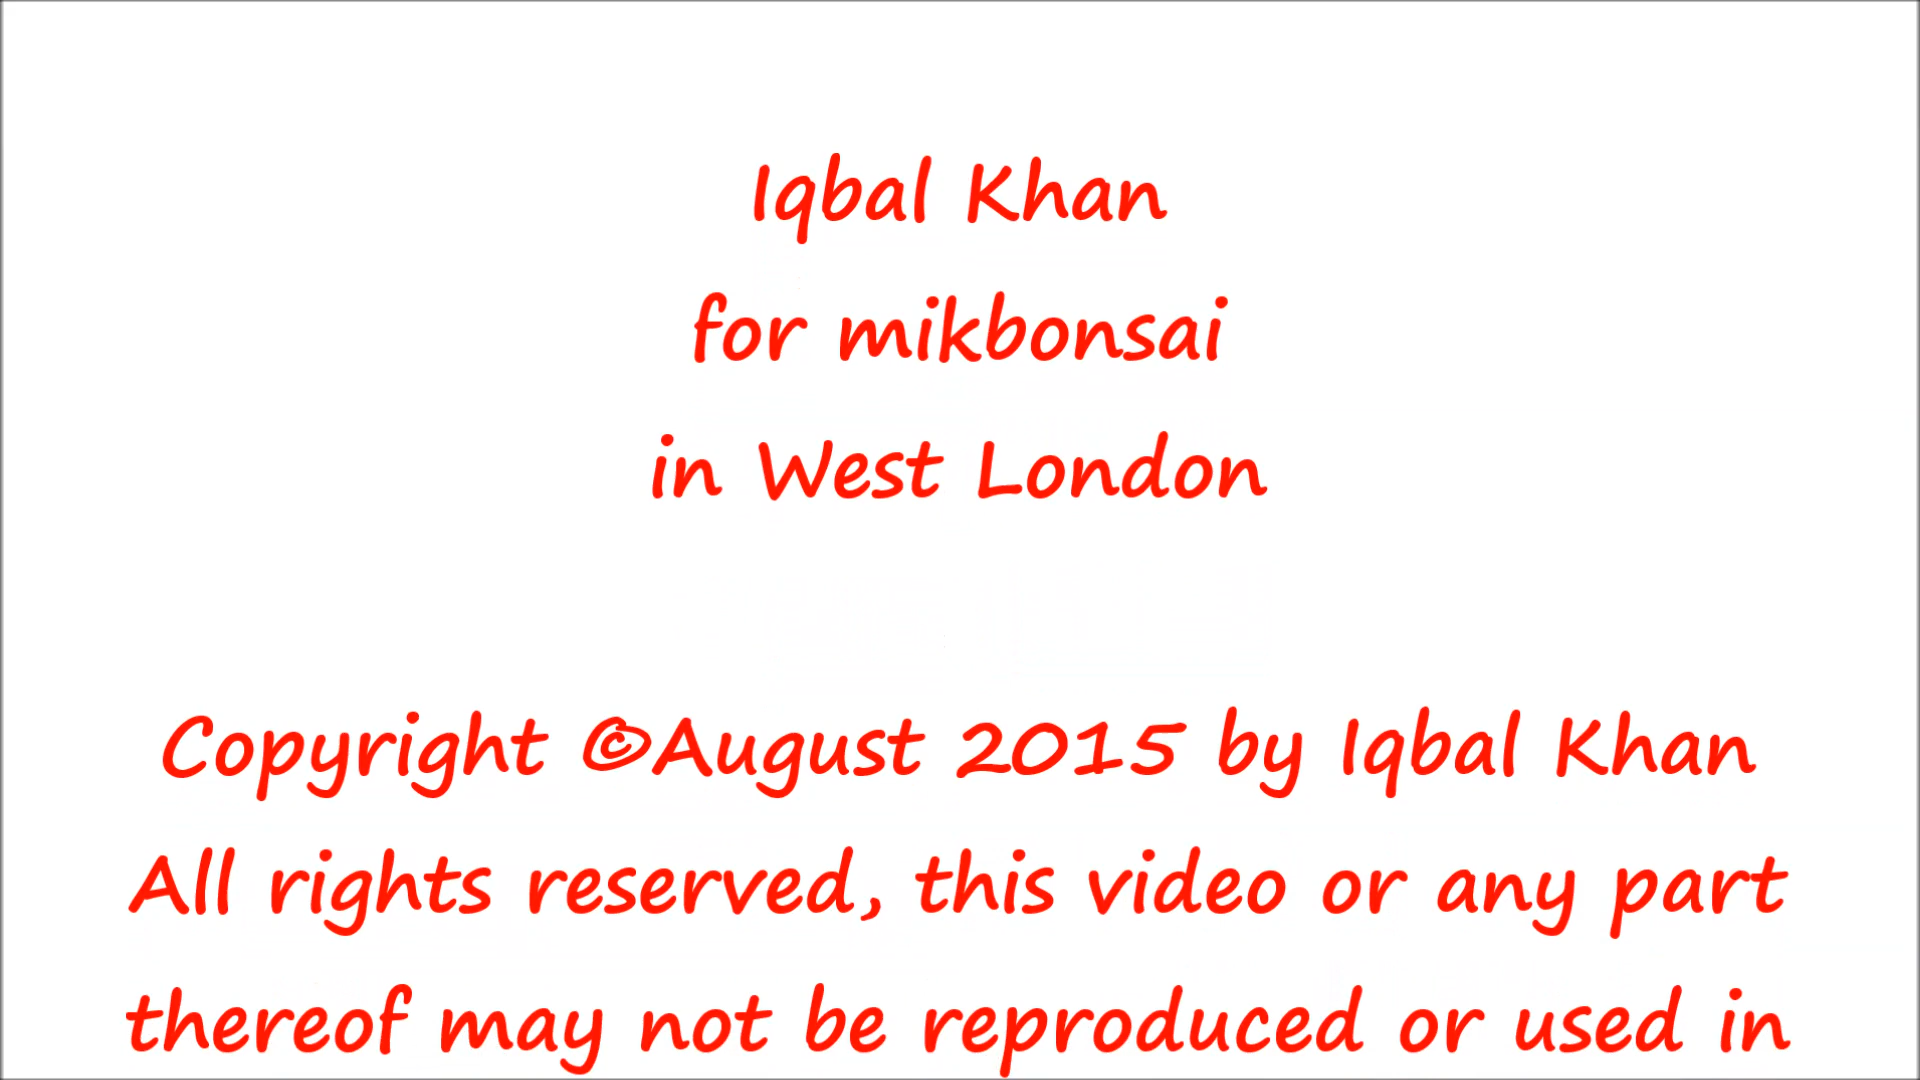 Iqbal Khan
for mikbonsai
in West London
Copyright ©August 2015 by Iqbal Khan
All rights reserved, this video or any part
thereof may not be reproduced or used in